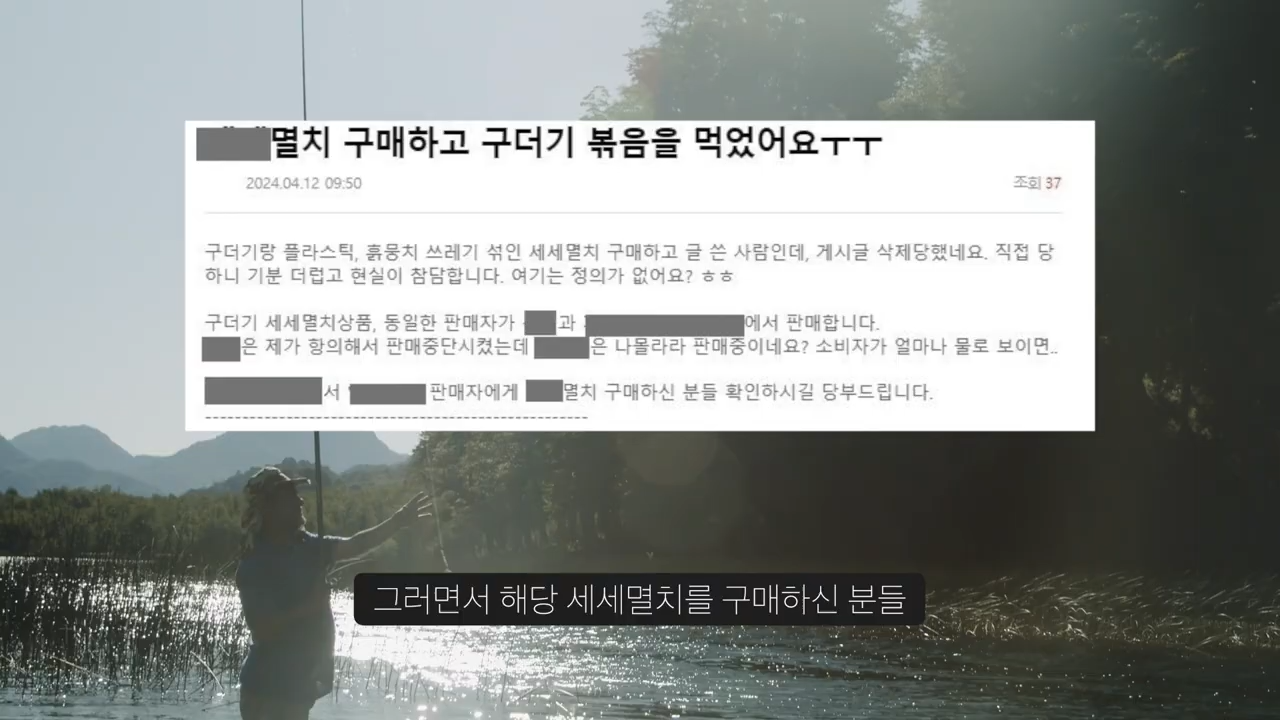 멸치 구매하고 구더기 볶음을 먹었어요ㅜㅜ
2024.04.12 09:50
조회 37
구더기랑 플라스틱, 흙뭉치 쓰레기 섞인 세세멸치 구매하고 글 쓴 사람인데, 게시글 삭제당했네요. 직접 당
하니 기분 더럽고 현실이 참담합니다. 여기는 정의가 없어요? ㅎㅎ
구더기 세세멸치상품, 동일한 판매자가 과 에서 판매합니다.
은 제가 항의해서 판매중단시켰는데 은 나몰라라 판매중이네요? 소비자가 얼마나 물로 보이면..
서 판매자에게 멸치 구매하신 분들 확인하시길 당부드립니다.
그러면서 해당 세세멸치를 구매하신 분들